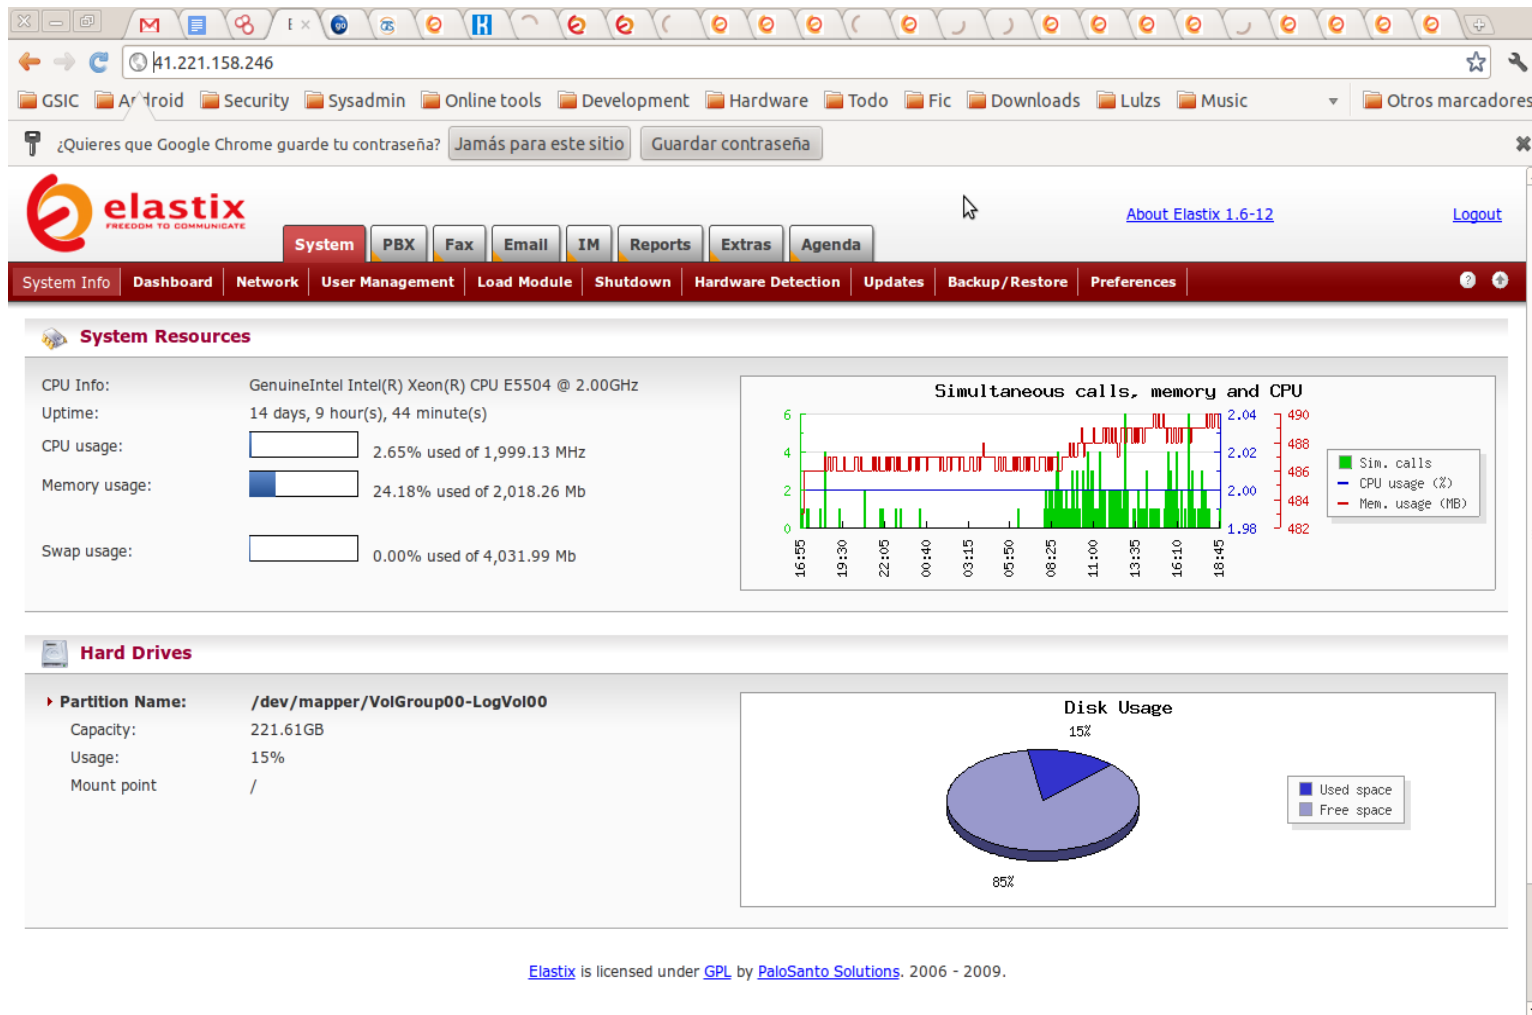 41.221.158.246
GSIC Android Security Sysadmin Online tools Development Hardware Todo Fic Downloads Lulzs Music Otros marcadores
¿Quieres que Google Chrome guarde tu contraseña? Jamás para este sitio Guardar contraseña
elastix
FREEDOM TO COMMUNICATE
About Elastix 1.6-12 Logout
System PBX Fax Email IM Reports Extras Agenda
System Info Dashboard Network User Management Load Module Shutdown Hardware Detection Updates Backup/Restore Preferences
System Resources
CPU Info: GenuineIntel Intel(R) Xeon(R) CPU E5504 @ 2.00GHz
Uptime: 14 days, 9 hour(s), 44 minute(s)
CPU usage: 2.65% used of 1,999.13 MHz
Memory usage: 24.18% used of 2,018.26 Mb
Swap usage: 0.00% used of 4,031.99 Mb
Simultaneous calls, memory and CPU
6 2.04 490
488
4 2.02
486
2 2.00
484
0 1.98 482
16:55 19:30 22:05 00:40 03:15 05:50 08:25 11:00 13:35 16:10 18:45
Sim. calls
CPU usage (%)
Mem. usage (MB)
Hard Drives
Partition Name: /dev/mapper/VolGroup00-LogVol00
Capacity: 221.61GB
Usage: 15%
Mount point /
Disk Usage
15%
85%
Used space
Free space
Elastix is licensed under GPL by PaloSanto Solutions. 2006 - 2009.